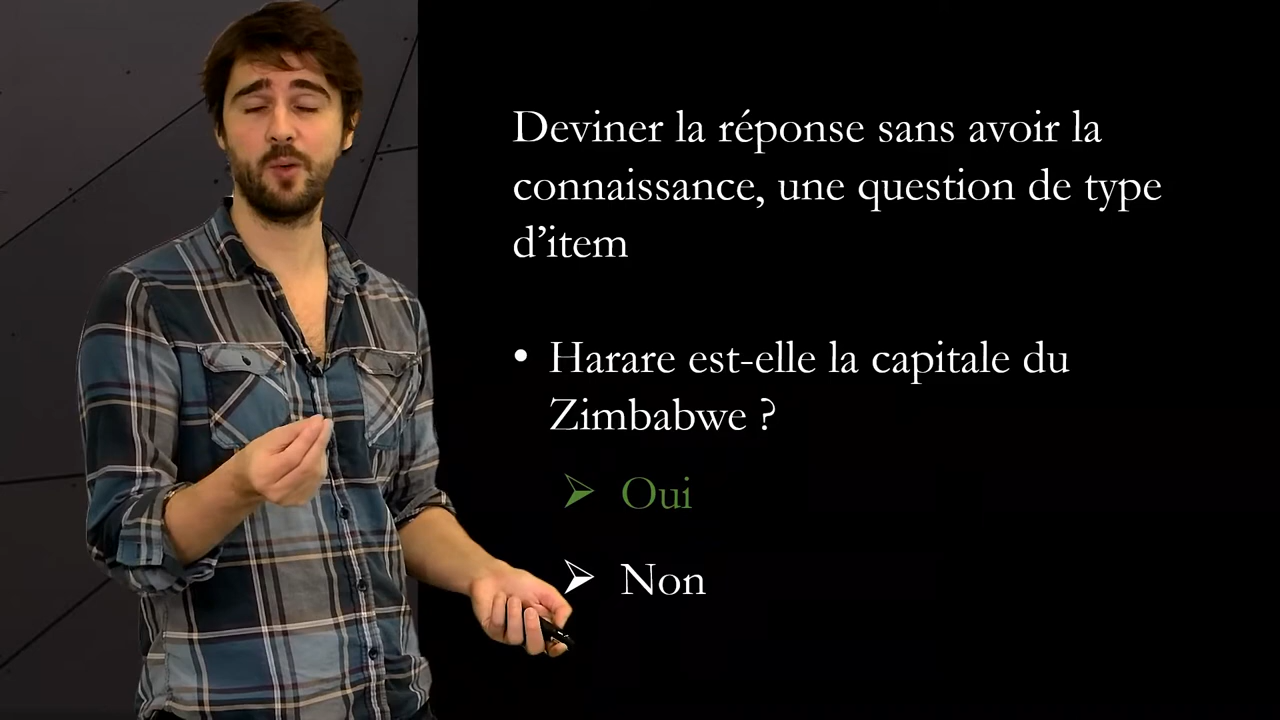 Deviner la réponse sans avoir la
connaissance, une question de type
d’item
• Harare est-elle la capitale du
Zimbabwe ?
➢ Oui
➢ Non